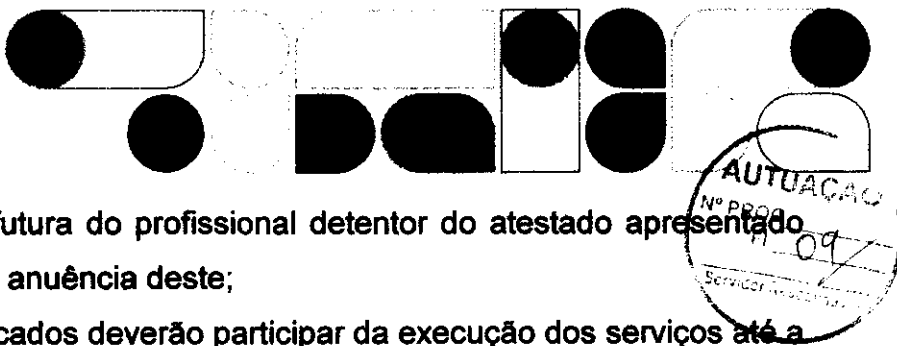 AUTUAÇÃO
Nº PROC
09
futura do profissional detentor do atestado apresentado
anuência deste;
cados deverão participar da execução dos serviços até a